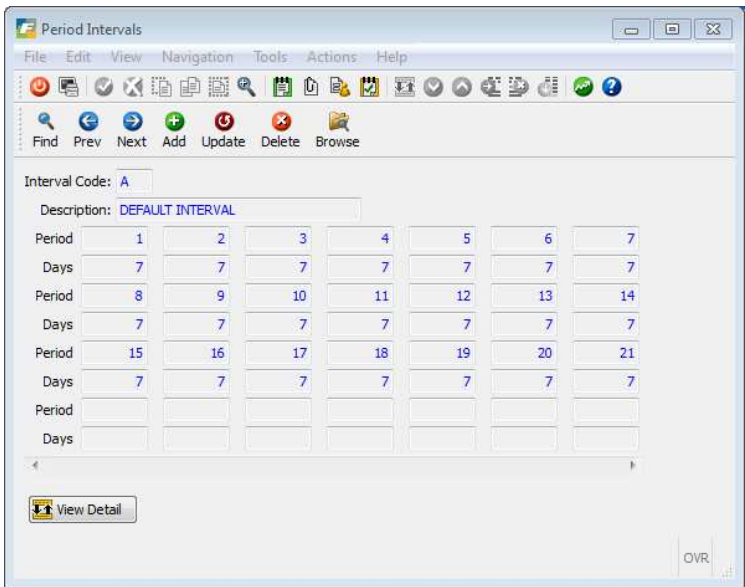 Period Intervals
File Edit View Navigation Tools Actions Help
Find Prev Next Add Update Delete Browse
Interval Code: A
Description: DEFAULT INTERVAL
Period 1 2 3 4 5 6 7
Days 7 7 7 7 7 7 7
Period 8 9 10 11 12 13 14
Days 7 7 7 7 7 7 7
Period 15 16 17 18 19 20 21
Days 7 7 7 7 7 7 7
Period
Days
View Detail
OVR